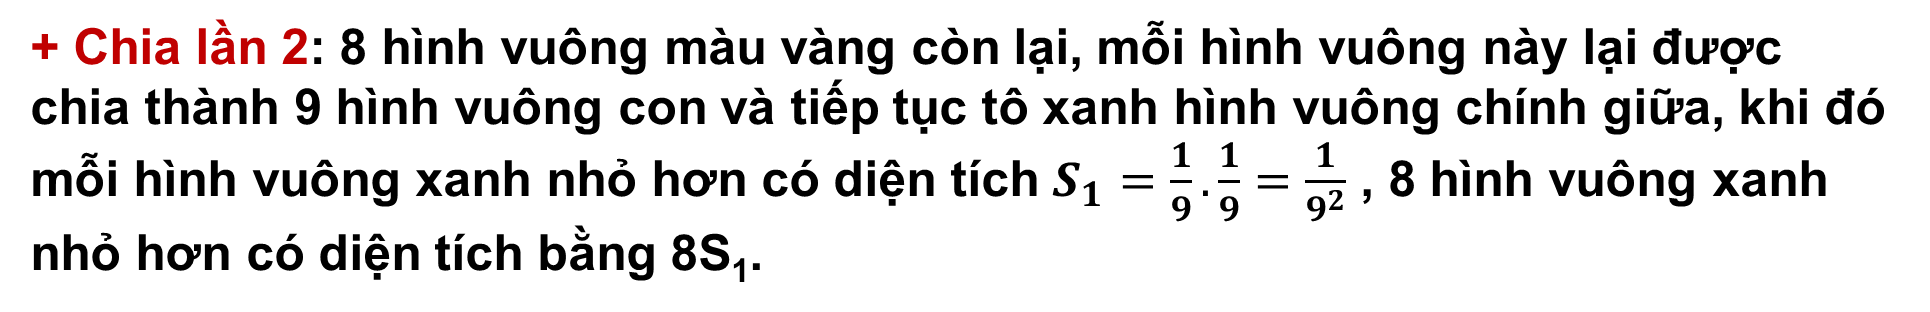 + Chia lần 2: 8 hình vuông màu vàng còn lại, mỗi hình vuông này lại được
chia thành 9 hình vuông con và tiếp tục tô xanh hình vuông chính giữa, khi đó
mỗi hình vuông xanh nhỏ hơn có diện tích S₁ = 1/9 . 1/9 = 1/9² , 8 hình vuông xanh
nhỏ hơn có diện tích bằng 8S₁.